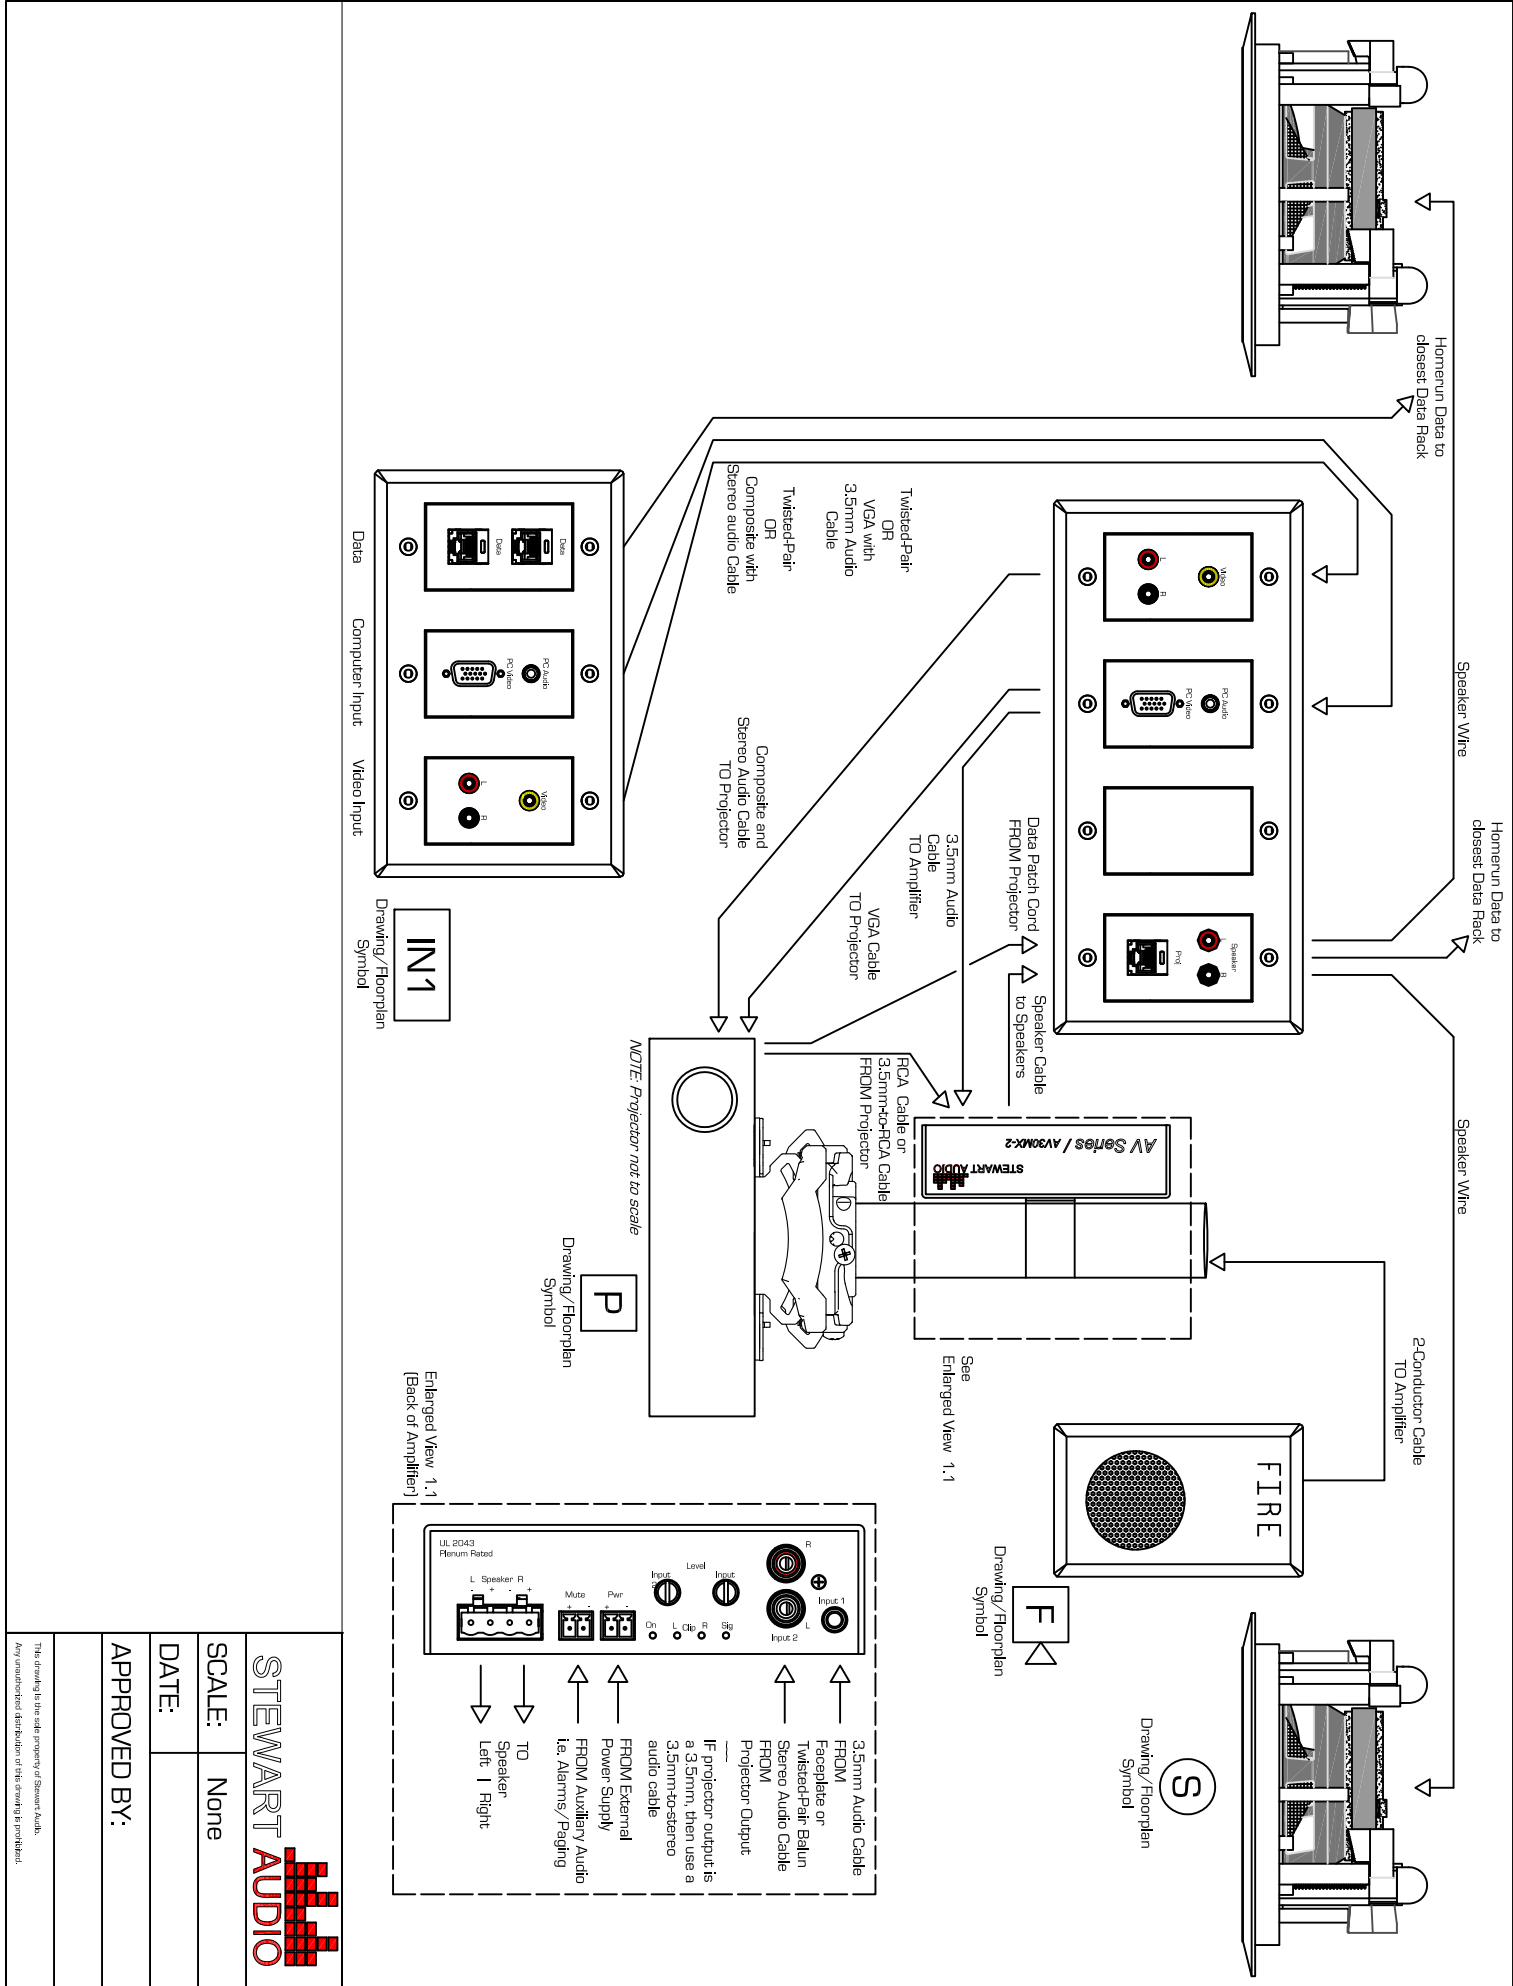 Homerun Data to
closest Data Rack
Speaker Wire
Homerun Data to
closest Data Rack
Speaker Wire
2-Conductor Cable
TO Amplifier
Video
L
R
PC Audio
PC Video
Speaker
L
R
Proj
FIRE
Drawing/Floorplan
Symbol
F
Drawing/Floorplan
Symbol
S
Twisted-Pair
OR
VGA with
3.5mm Audio
Cable
Twisted-Pair
OR
Composite with
Stereo audio Cable
Data Patch Cord
FROM Projector
Speaker Cable
to Speakers
3.5mm Audio
Cable
TO Amplifier
VGA Cable
TO Projector
Composite and
Stereo Audio Cable
TO Projector
RCA Cable or
3.5mm-to-RCA Cable
FROM Projector
AV Series / AV30MX-2
STEWART AUDIO
See
Enlarged View 1.1
NOTE: Projector not to scale
P
Drawing/Floorplan
Symbol
Data
Data
PC Audio
PC Video
Video
L
R
Data
Computer Input
Video Input
IN1
Drawing/Floorplan
Symbol
Enlarged View 1.1
(Back of Amplifier)
UL 2043
Plenum Rated
L Speaker R
- + - +
Mute
+ -
Pwr
+ -
Level
Input
Input
On
L Clip R
Sig
R
L
Input 1
Input 2
3.5mm Audio Cable
FROM
Faceplate or
Twisted-Pair Balun
Stereo Audio Cable
FROM
Projector Output
IF projector output is
a 3.5mm, then use a
3.5mm-to-stereo
audio cable
FROM External
Power Supply
FROM Auxiliary Audio
i.e. Alarms/Paging
TO
Speaker
Left | Right
STEWART AUDIO
SCALE: None
DATE:
APPROVED BY:
This drawing is the sole property of Stewart Audio.
Any unauthorized distribution of this drawing is prohibited.